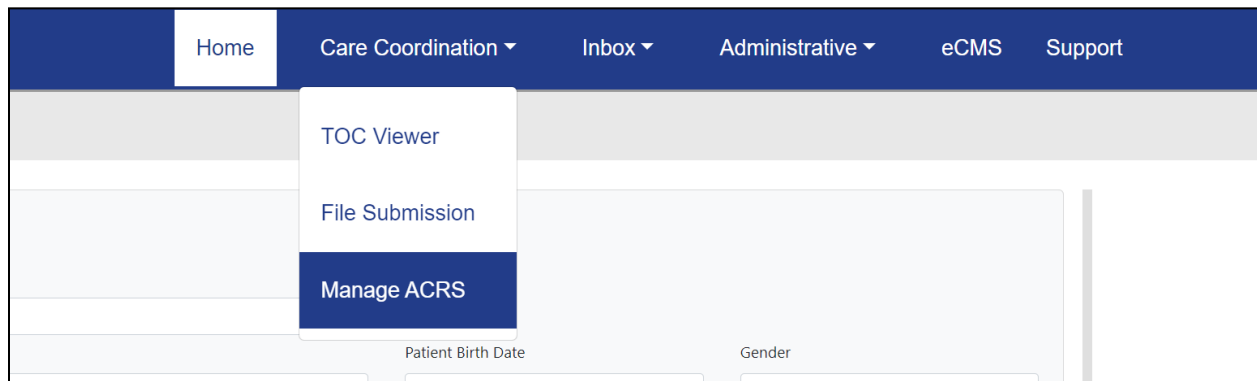 Home Care Coordination Inbox Administrative eCMS Support
TOC Viewer
File Submission
Manage ACRS
Patient Birth Date Gender